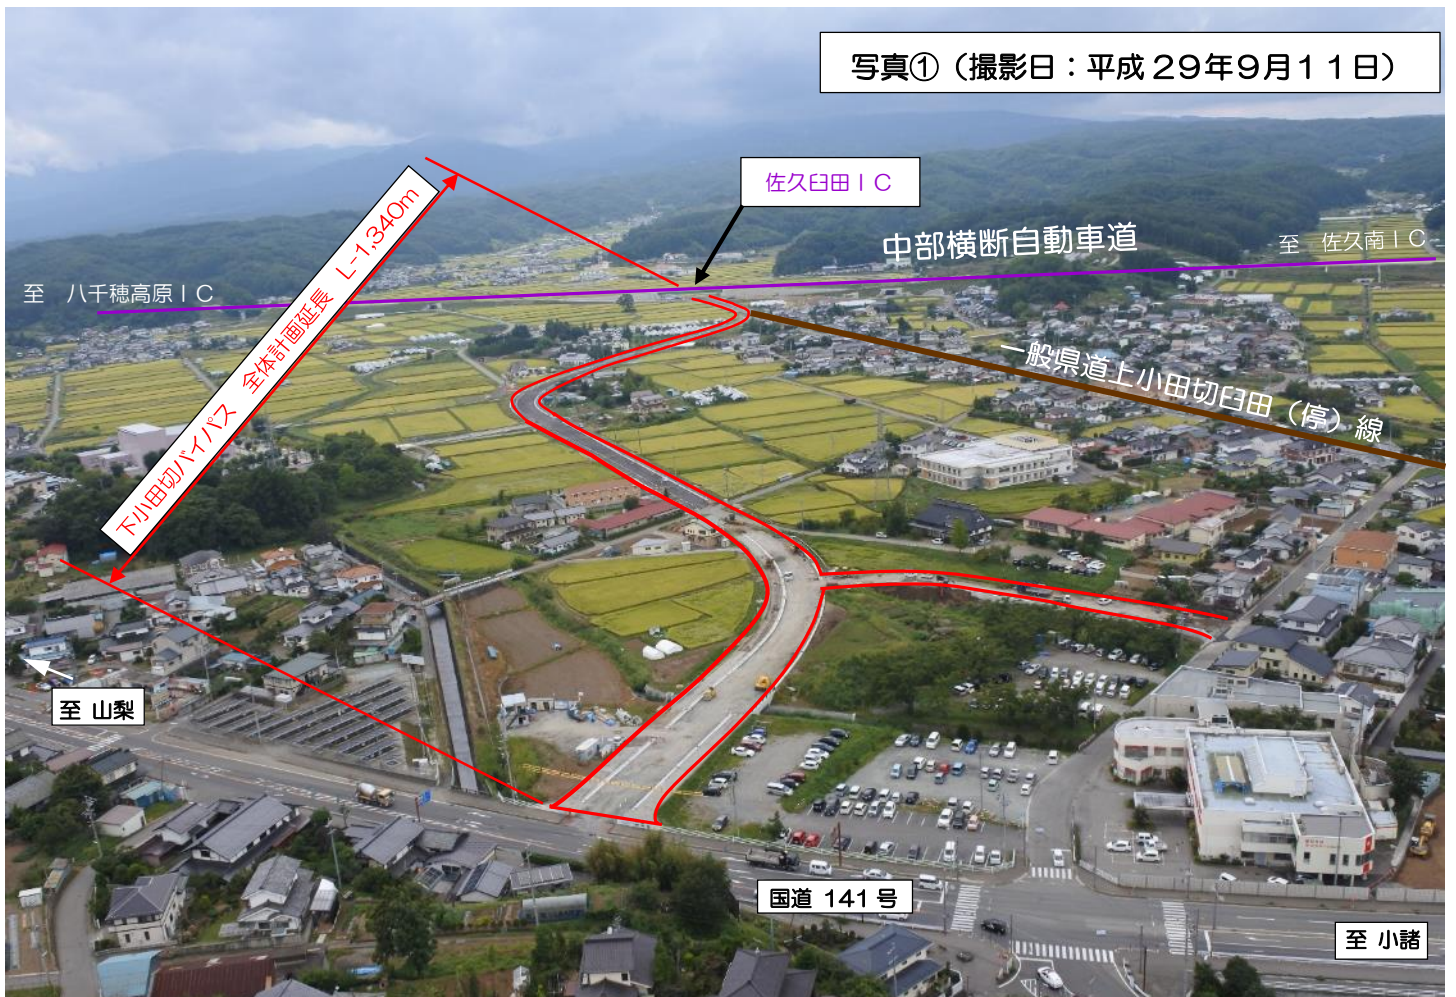 写真①（撮影日：平成29年9月11日）
佐久臼田ＩＣ
中部横断自動車道
至 佐久南ＩＣ
至 八千穂高原ＩＣ
下小田切バイパス 全体計画延長 L-1,340m
一般県道上小田切臼田（停）線
至 山梨
国道 141号
至 小諸